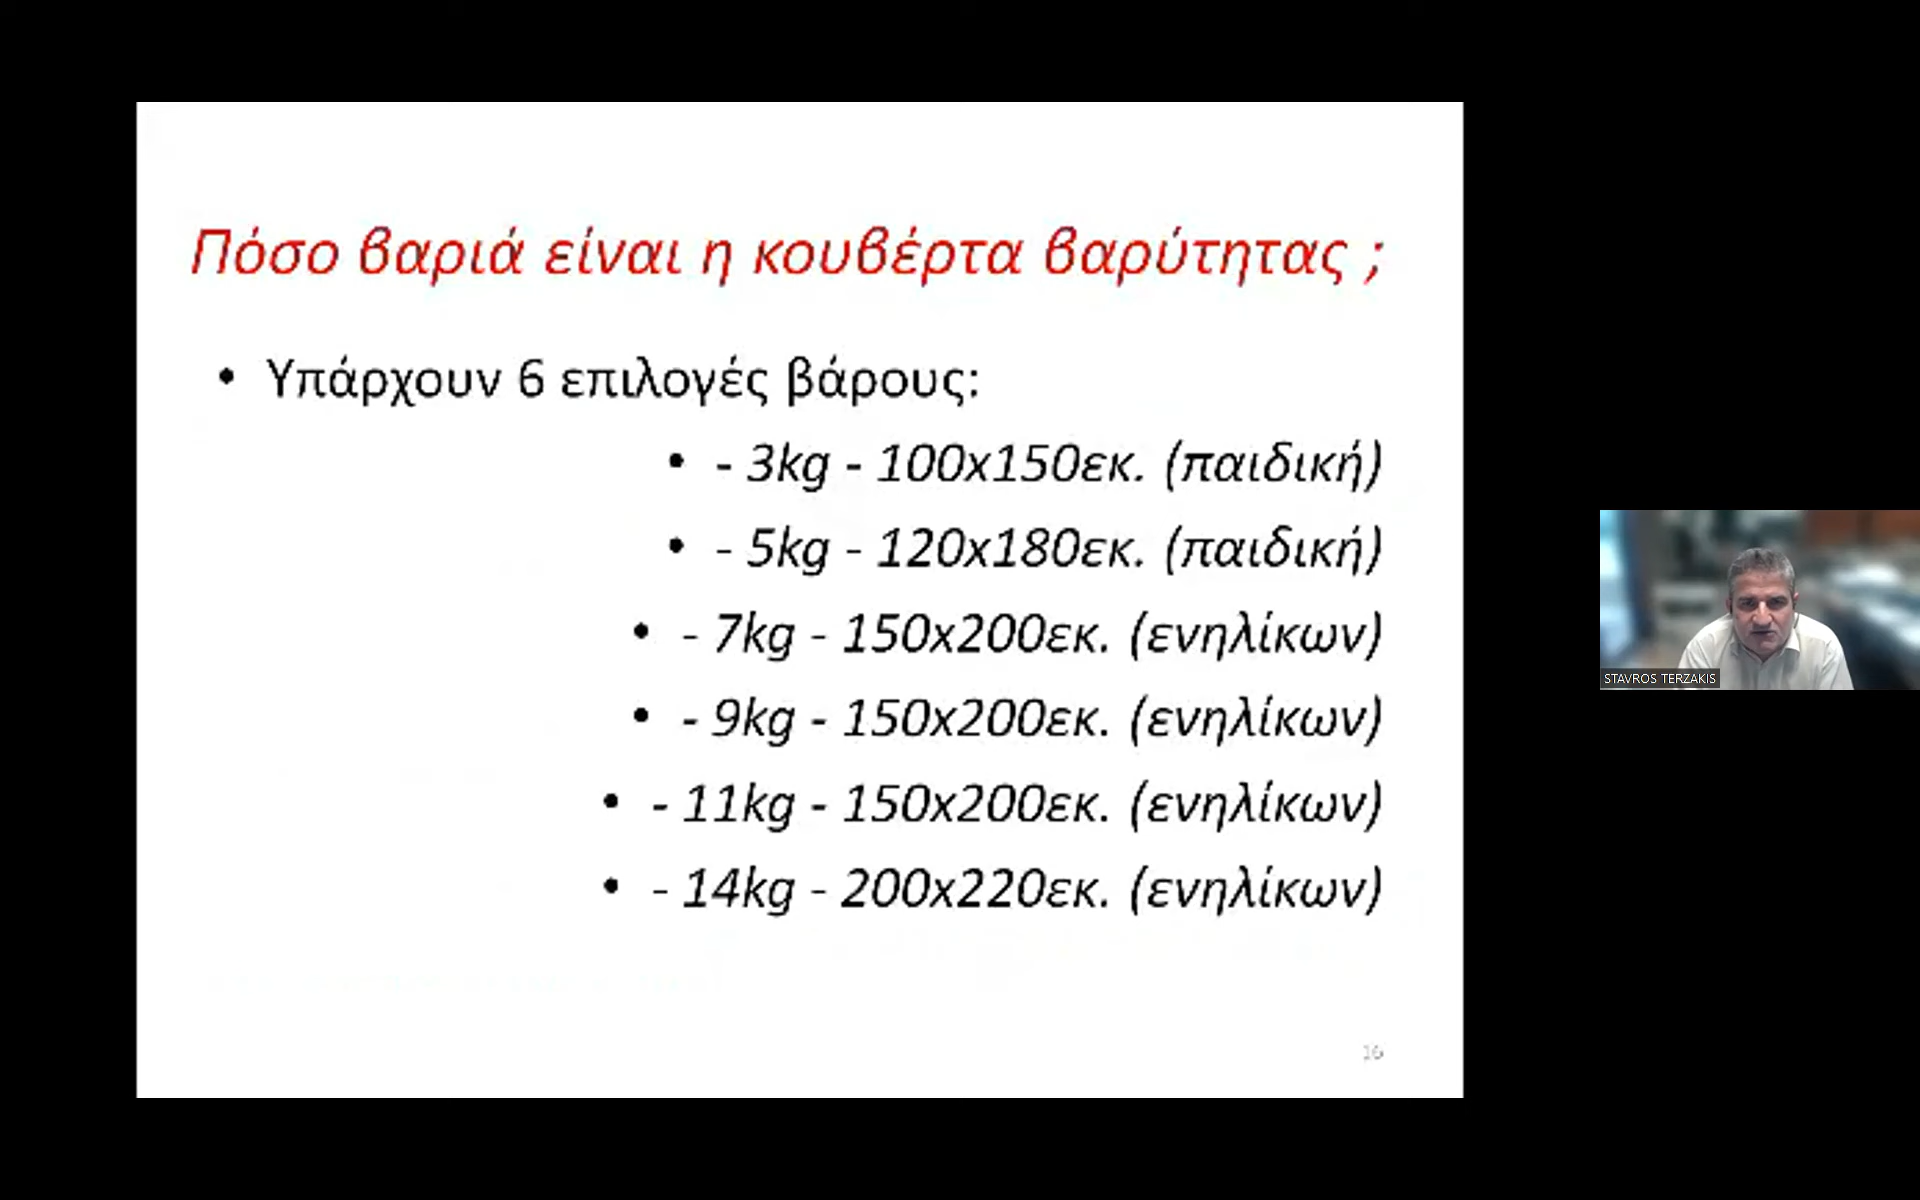 Πόσο βαριά είναι η κουβέρτα βαρύτητας ;
• Υπάρχουν 6 επιλογές βάρους:
• - 3kg - 100x150εκ. (παιδική)
• - 5kg - 120x180εκ. (παιδική)
• - 7kg - 150x200εκ. (ενηλίκων)
• - 9kg - 150x200εκ. (ενηλίκων)
• - 11kg - 150x200εκ. (ενηλίκων)
• - 14kg - 200x220εκ. (ενηλίκων)
STAVROS TERZAKIS